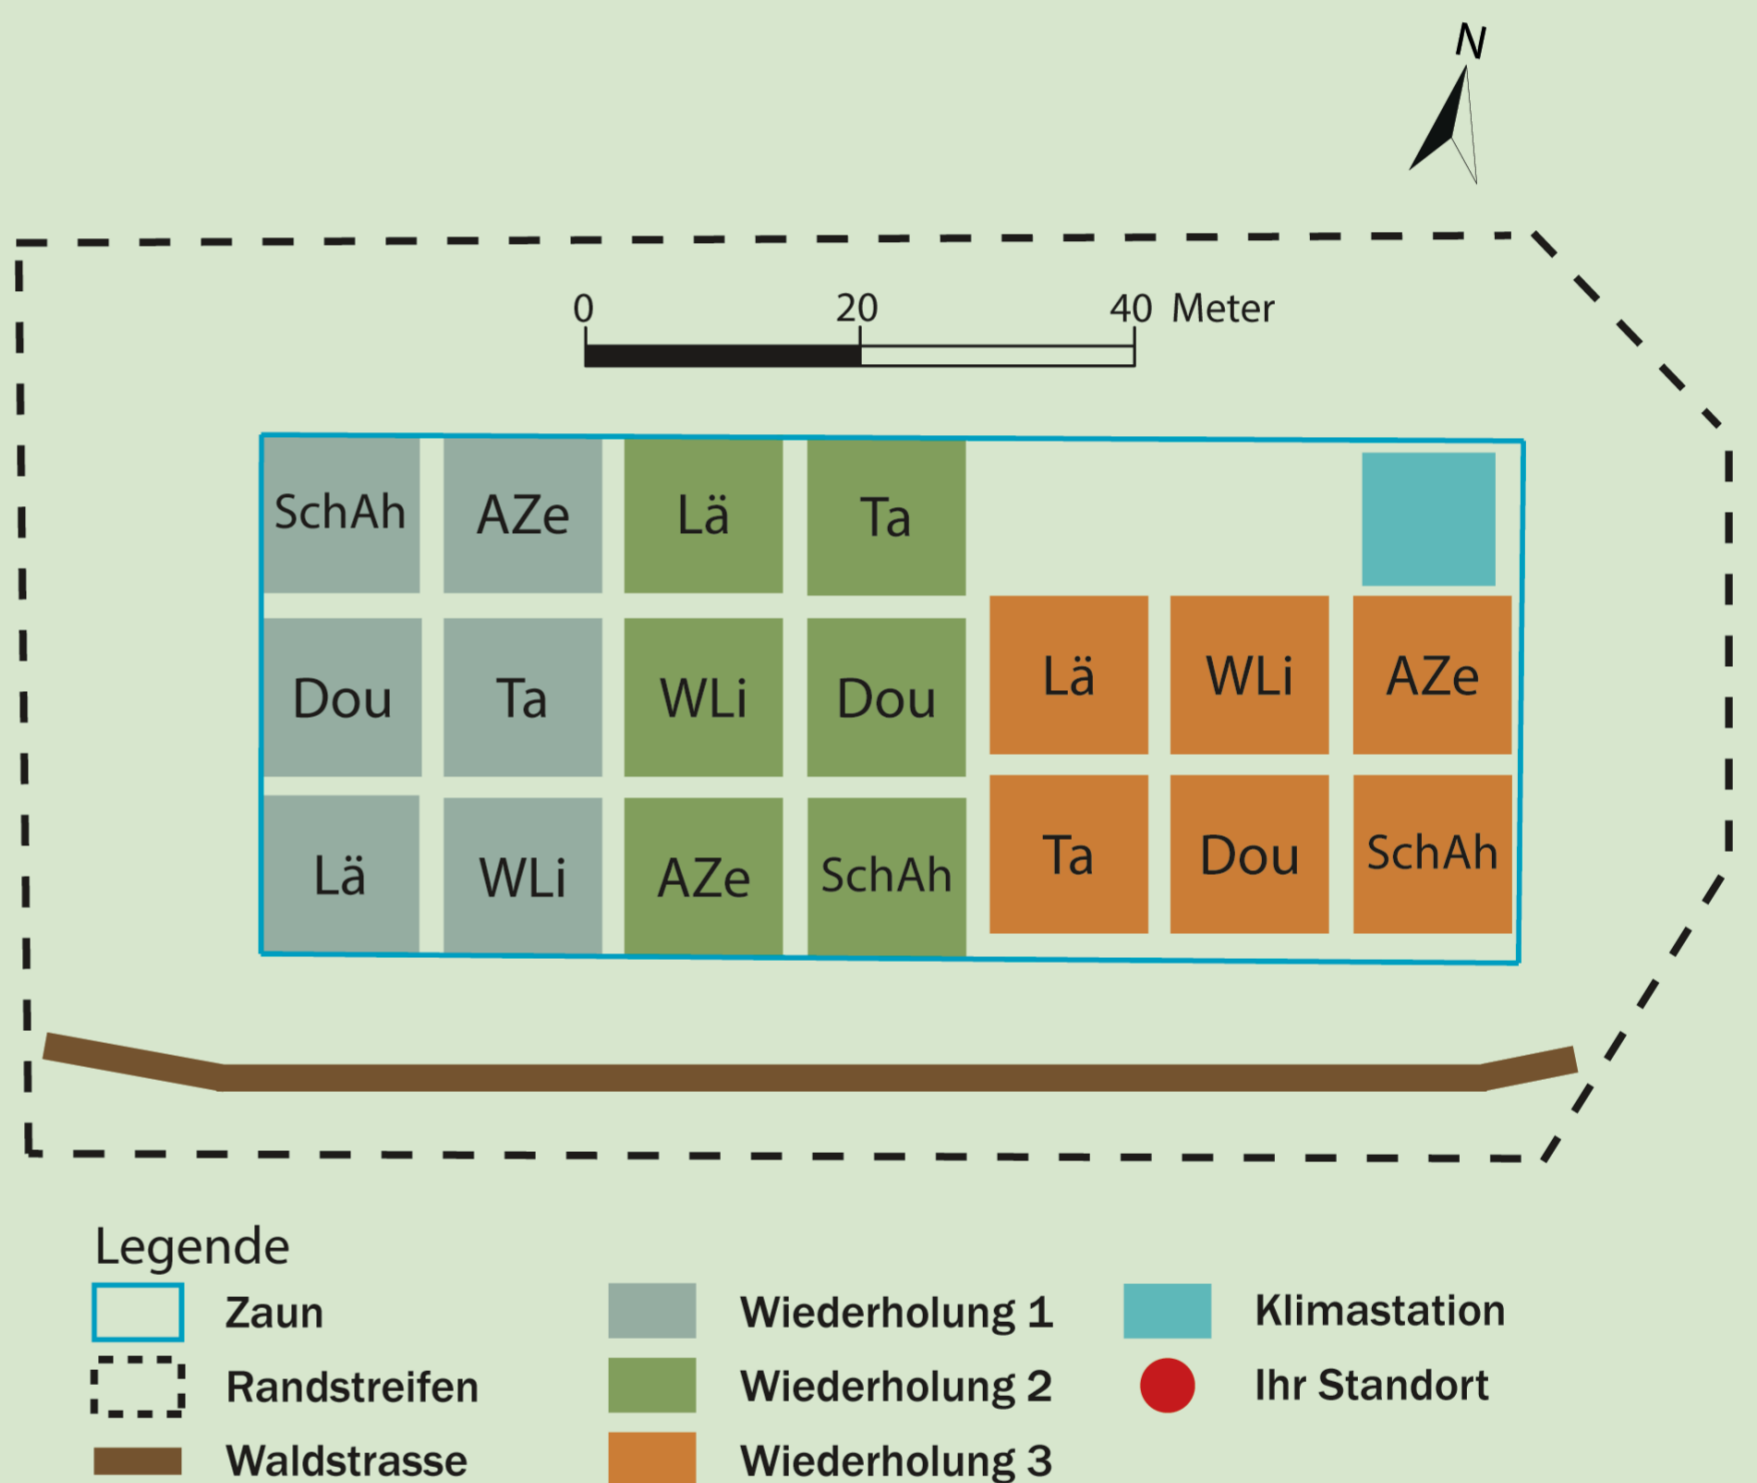 N
0 20 40 Meter
SchAh AZe Lä Ta
Lä WLi AZe
Dou Ta WLi Dou
Ta Dou SchAh
Lä WLi AZe SchAh
Legende
Zaun Wiederholung 1 Klimastation
Randstreifen Wiederholung 2 Ihr Standort
Waldstrasse Wiederholung 3